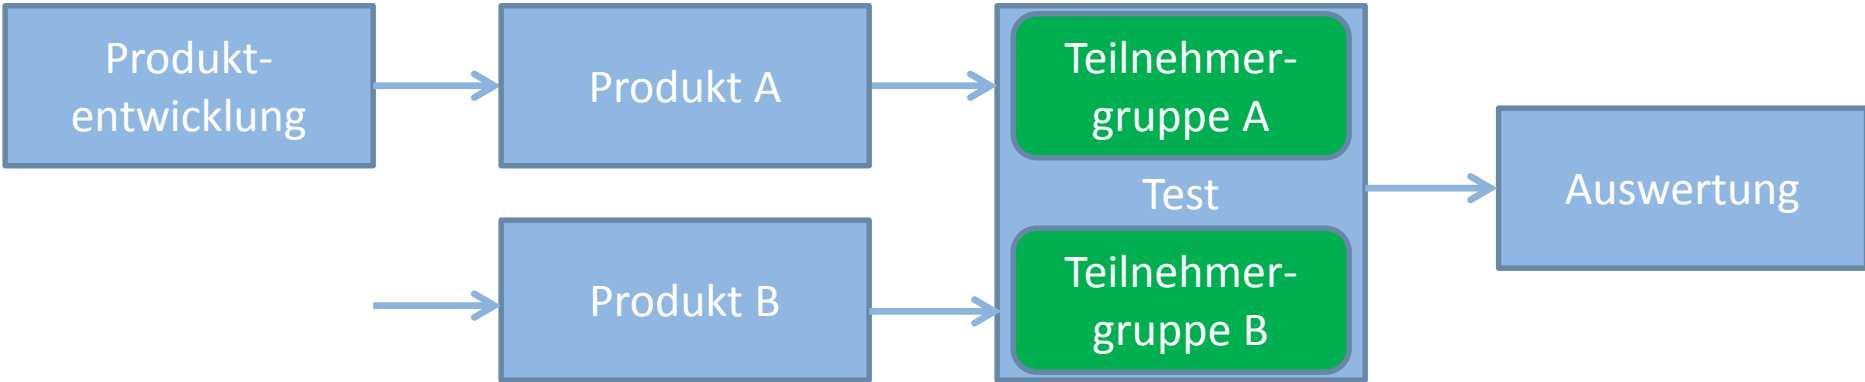 Produkt-
entwicklung
Produkt A
Teilnehmer-
gruppe A
Test
Produkt B
Teilnehmer-
gruppe B
Auswertung